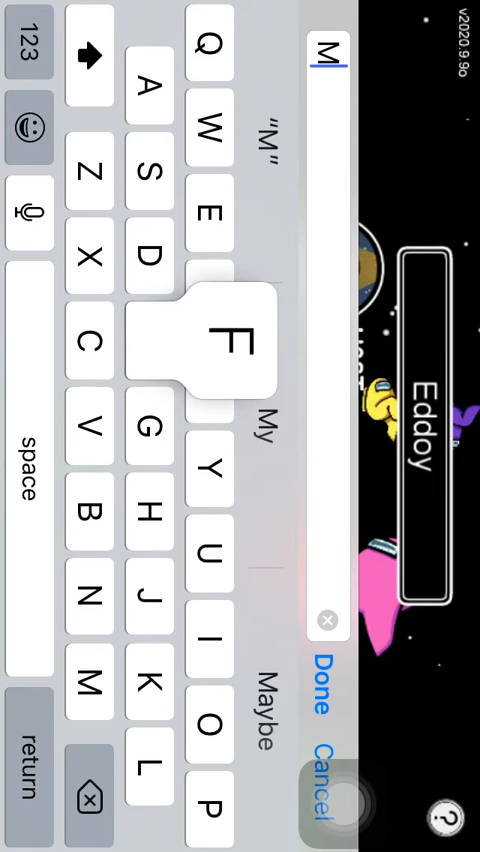 v2020.9.9o
Eddoy
?
M
Done Cancel
"M" My Maybe
Q W E Y U I O P
F
A S D G H J K L
Z X C V B N M
123 space return